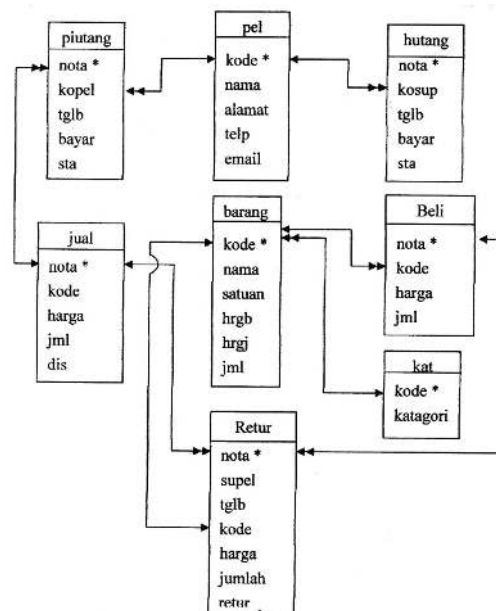 piutang
nota *
kopel
tglb
bayar
sta
pel
kode *
nama
alamat
telp
email
hutang
nota *
kosup
tglb
bayar
sta
jual
nota *
kode
harga
jml
dis
barang
kode *
nama
satuan
hrgb
hrgj
jml
Beli
nota *
kode
harga
jml
kat
kode *
katagori
Retur
nota *
supel
tglb
kode
harga
jumlah
retur